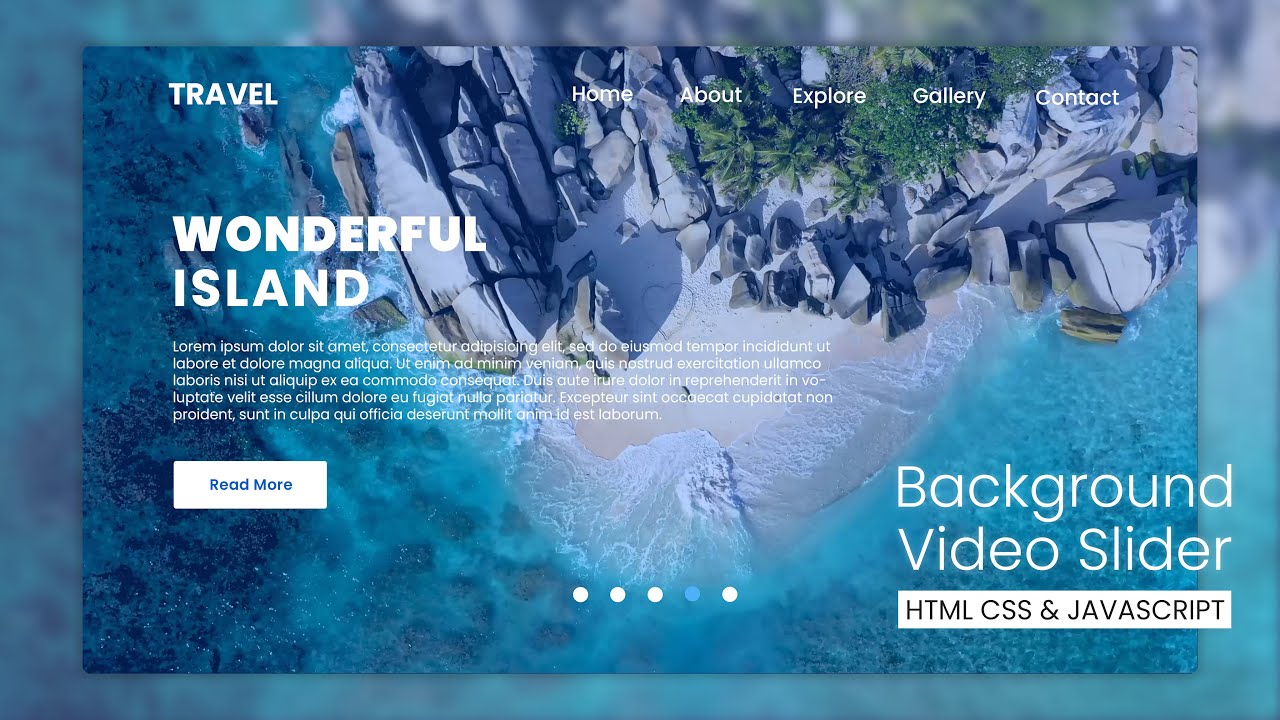 TRAVEL
Home About Explore Gallery Contact
WONDERFUL
ISLAND
Lorem ipsum dolor sit amet, consectetur adipisicing elit, sed do eiusmod tempor incididunt ut
labore et dolore magna aliqua. Ut enim ad minim veniam, quis nostrud exercitation ullamco
laboris nisi ut aliquip ex ea commodo consequat. Duis aute irure dolor in reprehenderit in vo-
luptate velit esse cillum dolore eu fugiat nulla pariatur. Excepteur sint occaecat cupidatat non
proident, sunt in culpa qui officia deserunt mollit anim id est laborum.
Read More
Background
Video Slider
HTML CSS & JAVASCRIPT